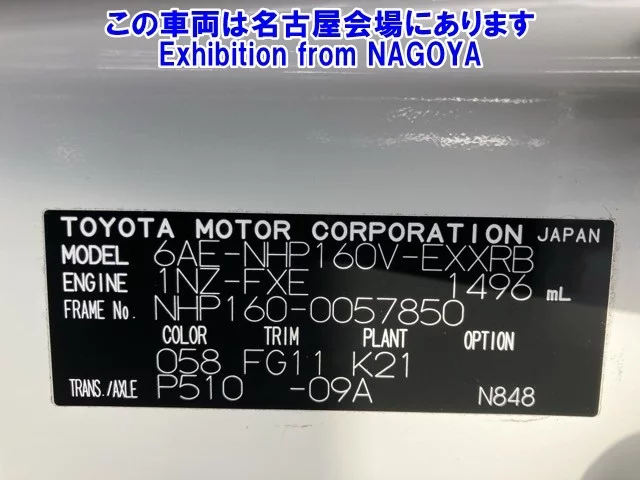 この車両は名古屋会場にあります
Exhibition from NAGOYA
TOYOTA MOTOR CORPORATION JAPAN
MODEL 6AE-NHP160V-EXXRB
ENGINE 1NZ-FXE 1496 mL
FRAME No. NHP160-0057850
COLOR TRIM PLANT OPTION
058 FG11 K21
TRANS./AXLE P510 -09A N848